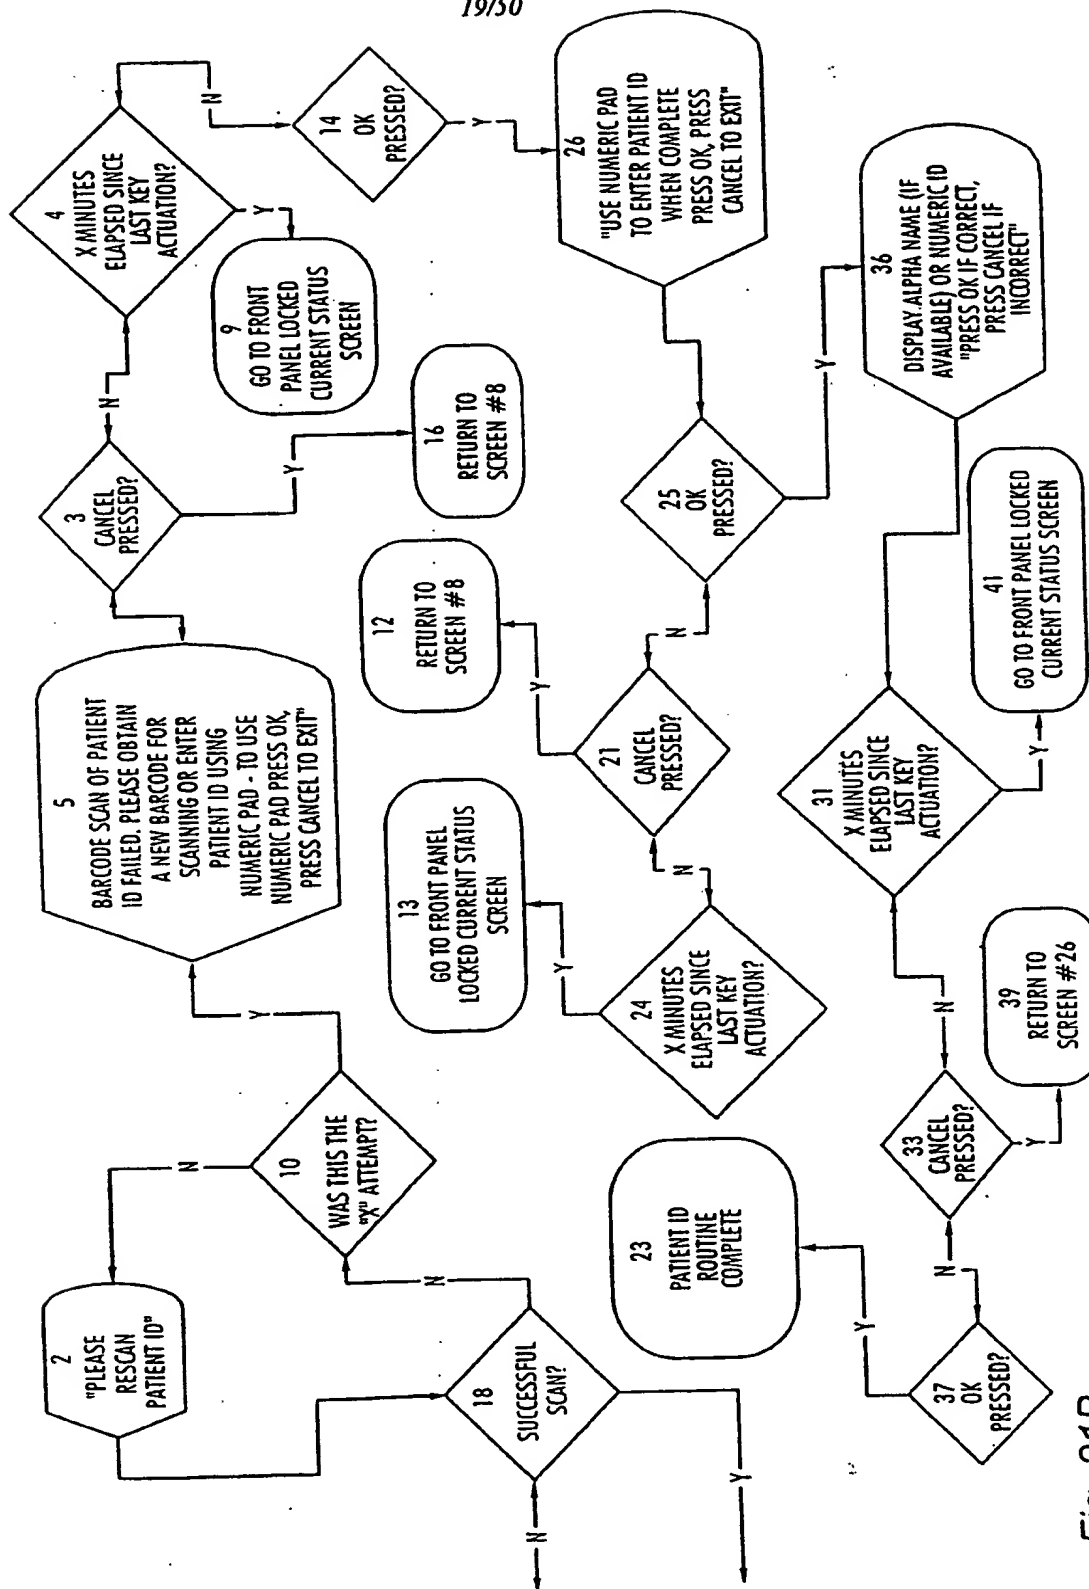 19/50
2
"PLEASE
RESCAN
PATIENT ID"
N
10
WAS THIS THE
"X" ATTEMPT?
Y
5
BARCODE SCAN OF PATIENT
ID FAILED. PLEASE OBTAIN
A NEW BARCODE FOR
SCANNING OR ENTER
PATIENT ID USING
NUMERIC PAD - TO USE
NUMERIC PAD PRESS OK,
PRESS CANCEL TO EXIT"
3
CANCEL
PRESSED?
N
Y
4
X MINUTES
ELAPSED SINCE
LAST KEY
ACTUATION?
N
Y
9
GO TO FRONT
PANEL LOCKED
CURRENT STATUS
SCREEN
16
RETURN TO
SCREEN #8
14
OK
PRESSED?
Y
18
SUCCESSFUL
SCAN?
N
N
Y
13
GO TO FRONT PANEL
LOCKED CURRENT STATUS
SCREEN
12
RETURN TO
SCREEN #8
Y
Y
24
X MINUTES
ELAPSED SINCE
LAST KEY
ACTUATION?
N
21
CANCEL
PRESSED?
N
25
OK
PRESSED?
Y
26
"USE NUMERIC PAD
TO ENTER PATIENT ID
WHEN COMPLETE
PRESS OK, PRESS
CANCEL TO EXIT"
23
PATIENT ID
ROUTINE
COMPLETE
Y
37
OK
PRESSED?
N
33
CANCEL
PRESSED?
N
Y
39
RETURN TO
SCREEN #26
31
X MINUTES
ELAPSED SINCE
LAST KEY
ACTUATION?
Y
41
GO TO FRONT PANEL LOCKED
CURRENT STATUS SCREEN
36
DISPLAY ALPHA NAME (IF
AVAILABLE) OR NUMERIC ID
"PRESS OK IF CORRECT,
PRESS CANCEL IF
INCORRECT"